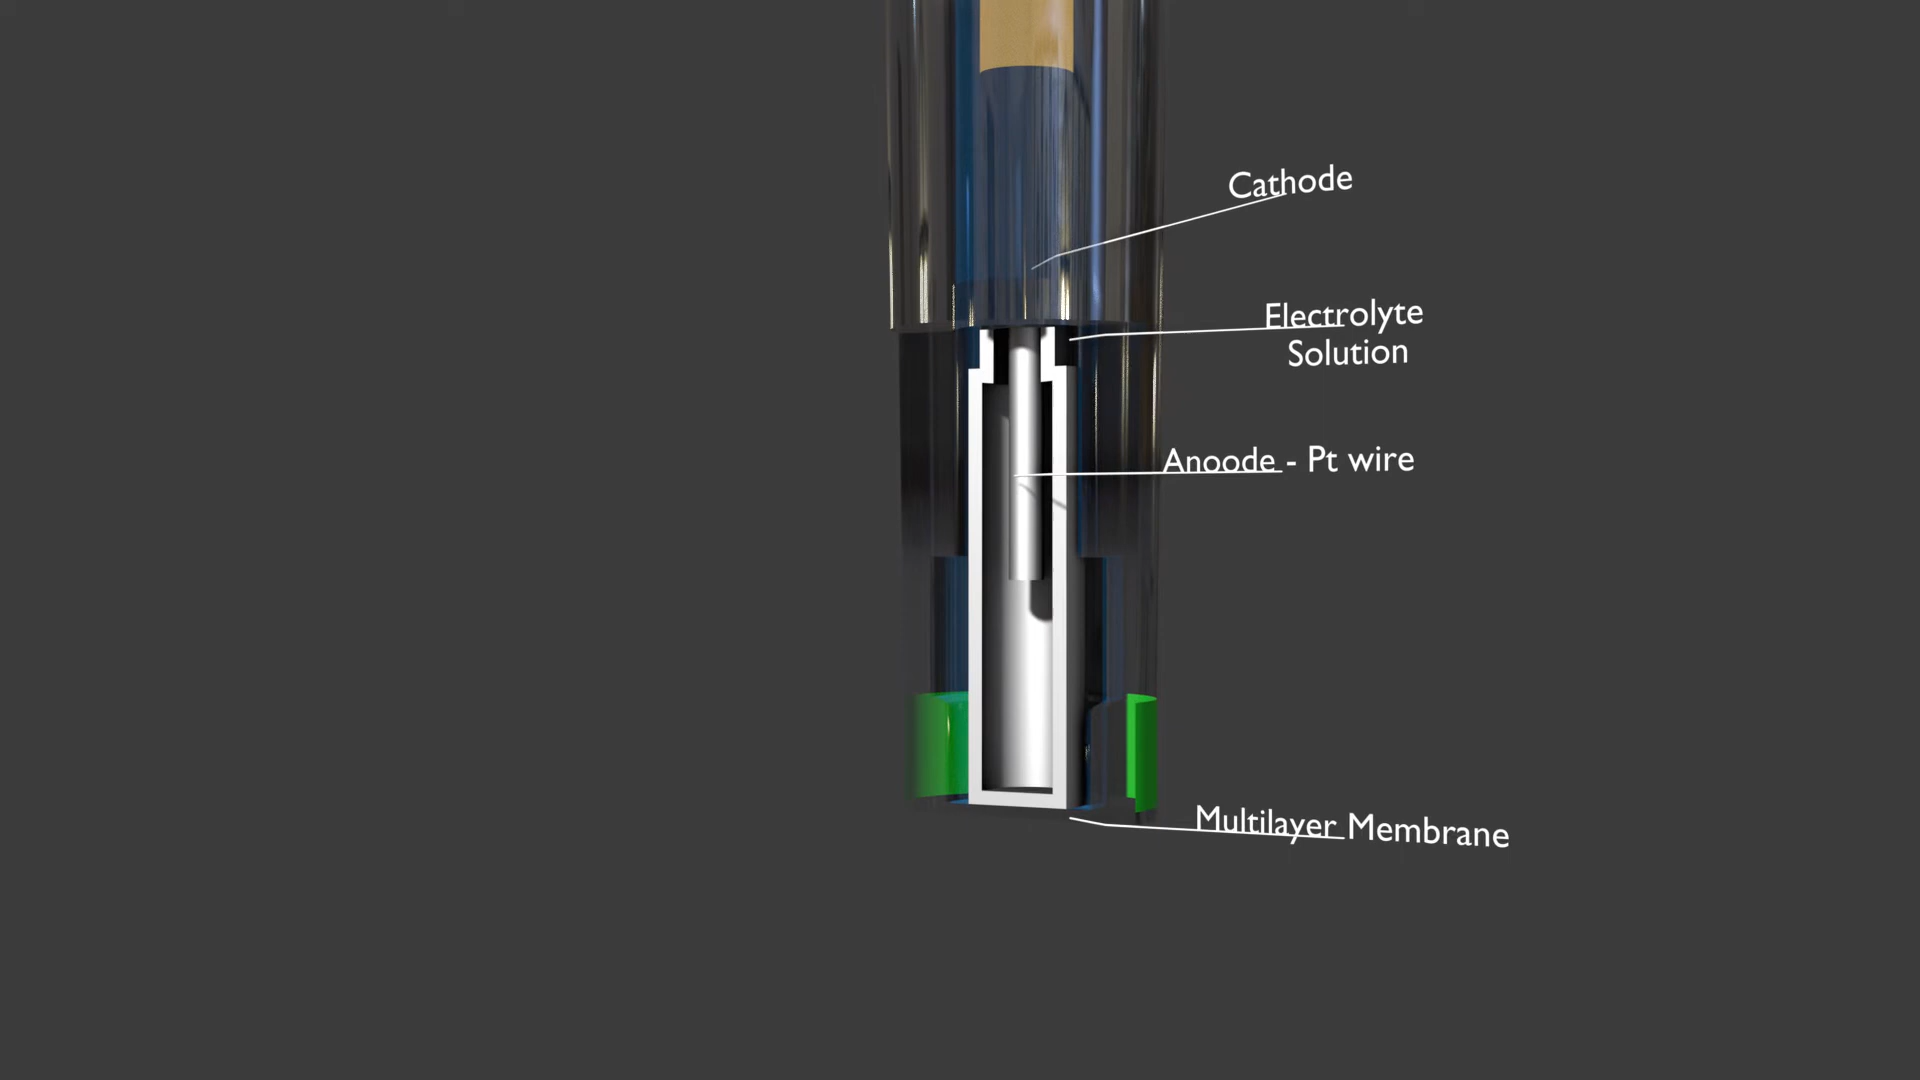 Cathode
Electrolyte
Solution
Anoode - Pt wire
Multilayer Membrane